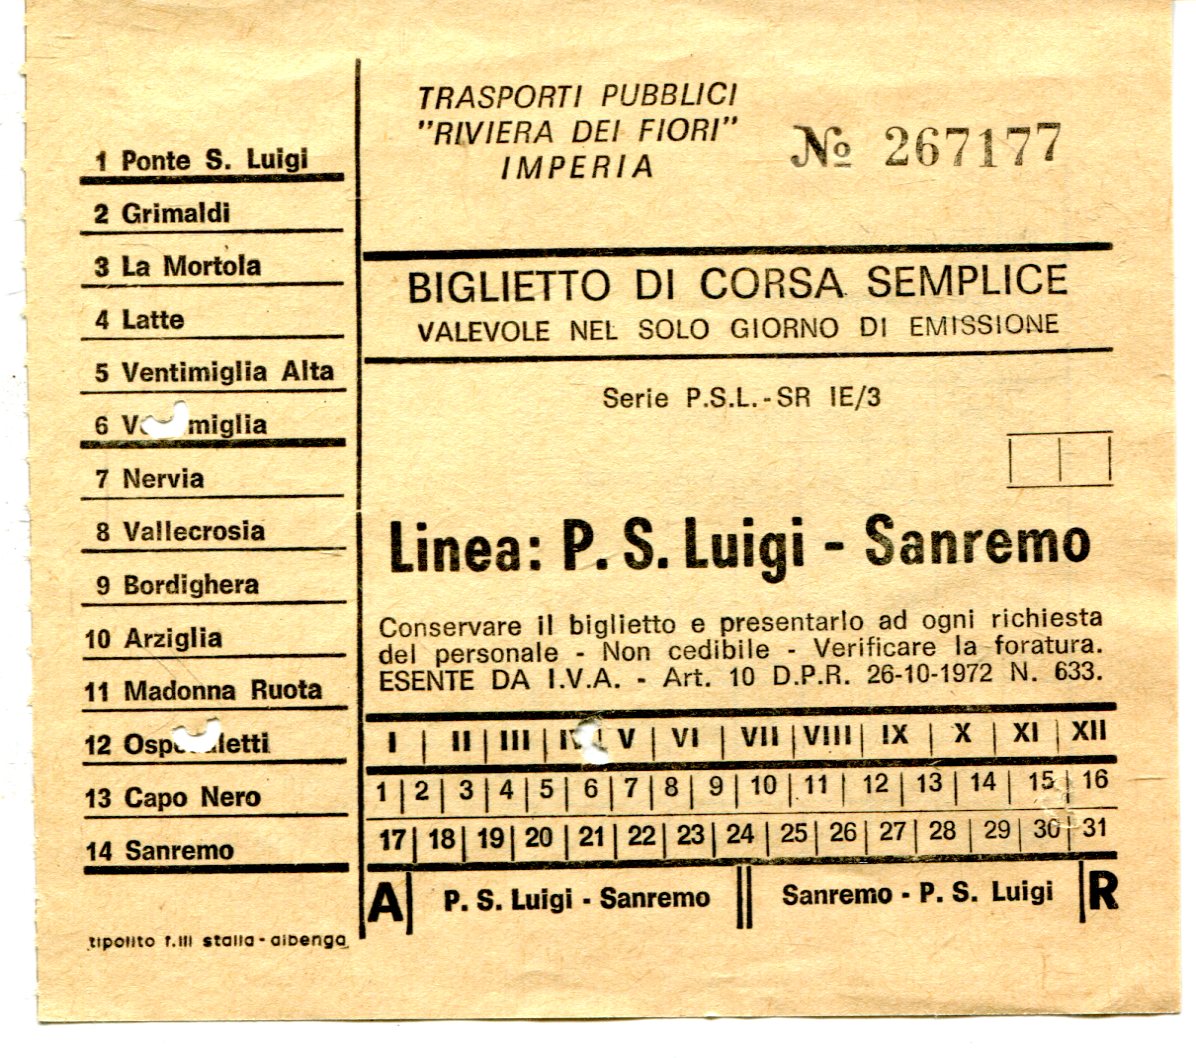 1 Ponte S. Luigi
2 Grimaldi
3 La Mortola
4 Latte
5 Ventimiglia Alta
6 V miglia
7 Nervia
8 Vallecrosia
9 Bordighera
10 Arziglia
11 Madonna Ruota
12 Osp letti
13 Capo Nero
14 Sanremo
tipolito f.lli stalla - albenga
TRASPORTI PUBBLICI
"RIVIERA DEI FIORI"
IMPERIA
№ 267177
BIGLIETTO DI CORSA SEMPLICE
VALEVOLE NEL SOLO GIORNO DI EMISSIONE
Serie P.S.L.-SR IE/3
Linea: P. S. Luigi - Sanremo
Conservare il biglietto e presentarlo ad ogni richiesta
del personale - Non cedibile - Verificare la foratura.
ESENTE DA I.V.A. - Art. 10 D.P.R. 26-10-1972 N. 633.
I | II | III | IV | V | VI | VII | VIII | IX | X | XI | XII
1 | 2 | 3 | 4 | 5 | 6 | 7 | 8 | 9 | 10 | 11 | 12 | 13 | 14 | 15 | 16
17 | 18 | 19 | 20 | 21 | 22 | 23 | 24 | 25 | 26 | 27 | 28 | 29 | 30 | 31
A | P. S. Luigi - Sanremo || Sanremo - P. S. Luigi | R